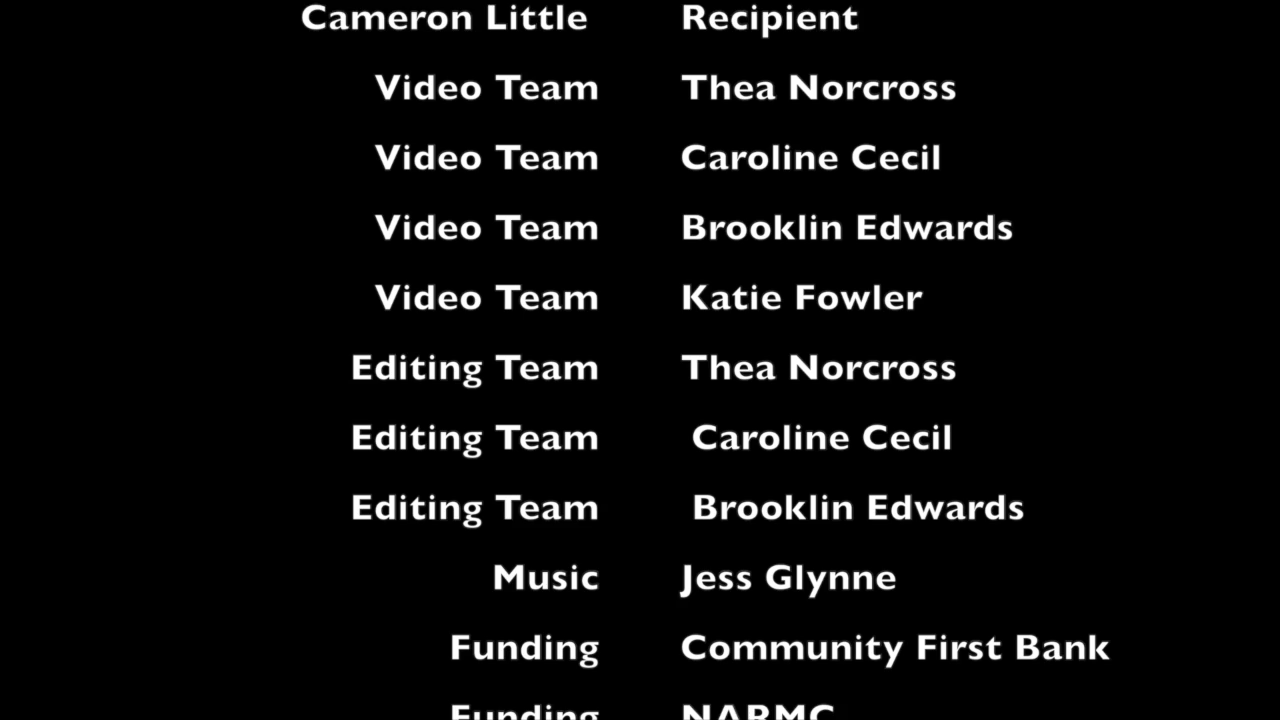 Cameron Little Recipient
Video Team Thea Norcross
Video Team Caroline Cecil
Video Team Brooklin Edwards
Video Team Katie Fowler
Editing Team Thea Norcross
Editing Team Caroline Cecil
Editing Team Brooklin Edwards
Music Jess Glynne
Funding Community First Bank
Funding NARMC